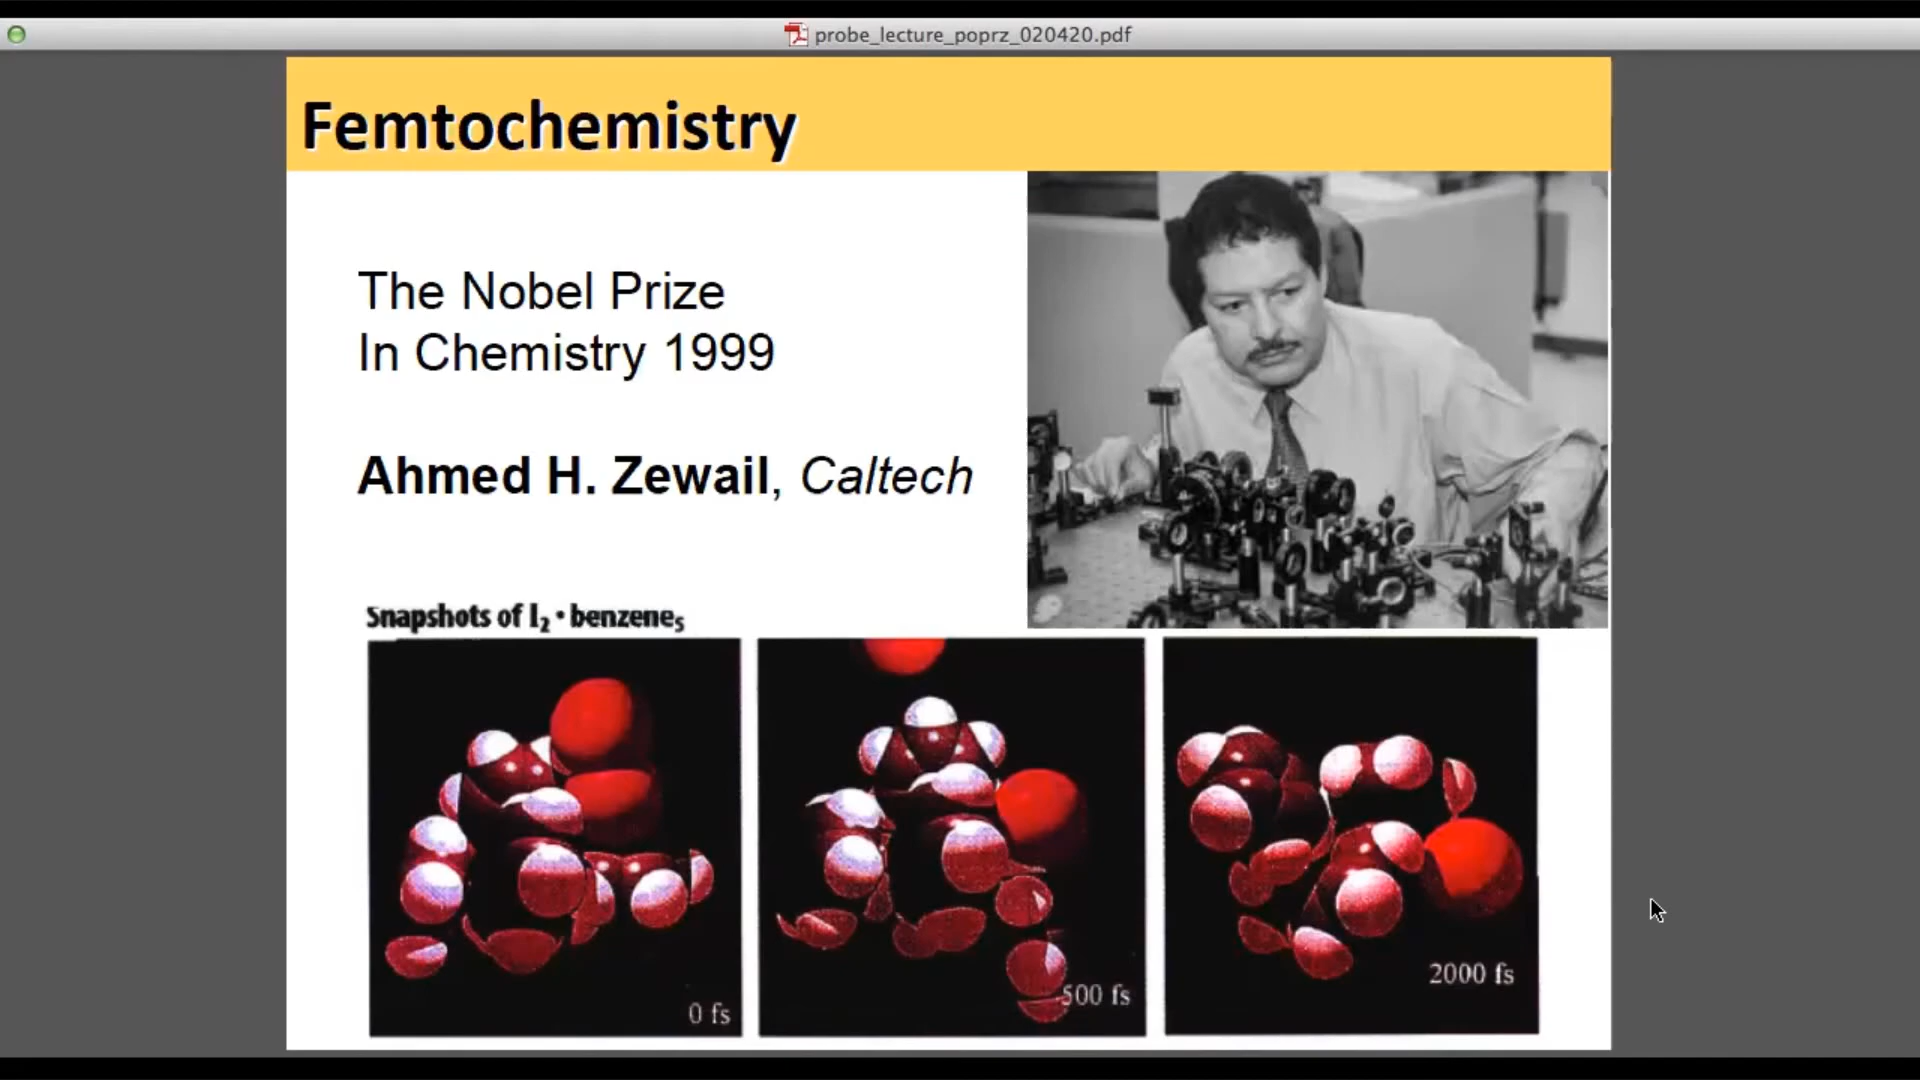 probe_lecture_poprz_020420.pdf
Femtochemistry
The Nobel Prize
In Chemistry 1999
Ahmed H. Zewail, Caltech
Snapshots of I₂ · benzene₅
0 fs
500 fs
2000 fs